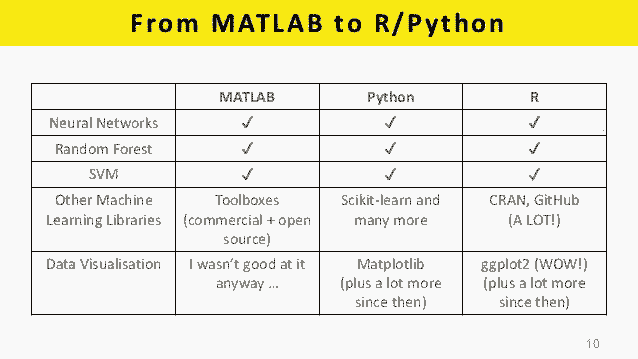 From MATLAB to R/Python
MATLAB Python R
Neural Networks ✓ ✓ ✓
Random Forest ✓ ✓ ✓
SVM ✓ ✓ ✓
Other Machine
Learning Libraries
Toolboxes
(commercial + open
source)
Scikit-learn and
many more
CRAN, GitHub
(A LOT!)
Data Visualisation
I wasn't good at it
anyway ...
Matplotlib
(plus a lot more
since then)
ggplot2 (WOW!)
(plus a lot more
since then)
10